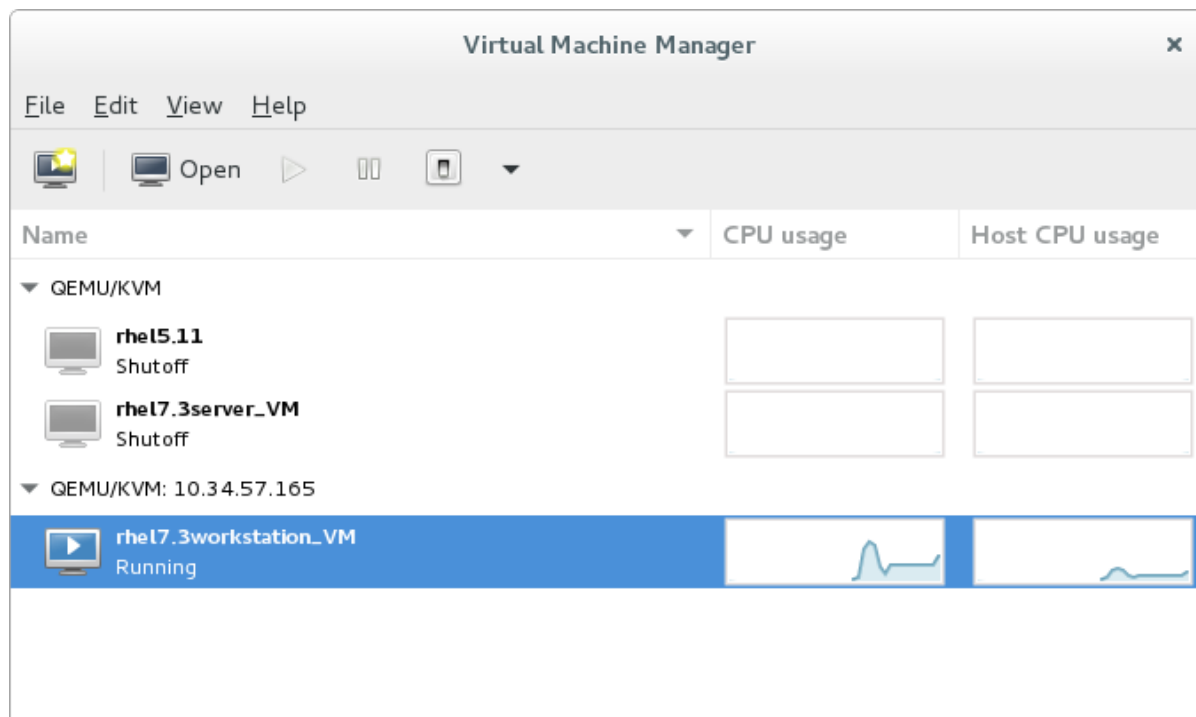 Virtual Machine Manager
File Edit View Help
Open
Name CPU usage Host CPU usage
QEMU/KVM
rhel5.11
Shutoff
rhel7.3server_VM
Shutoff
QEMU/KVM: 10.34.57.165
rhel7.3workstation_VM
Running